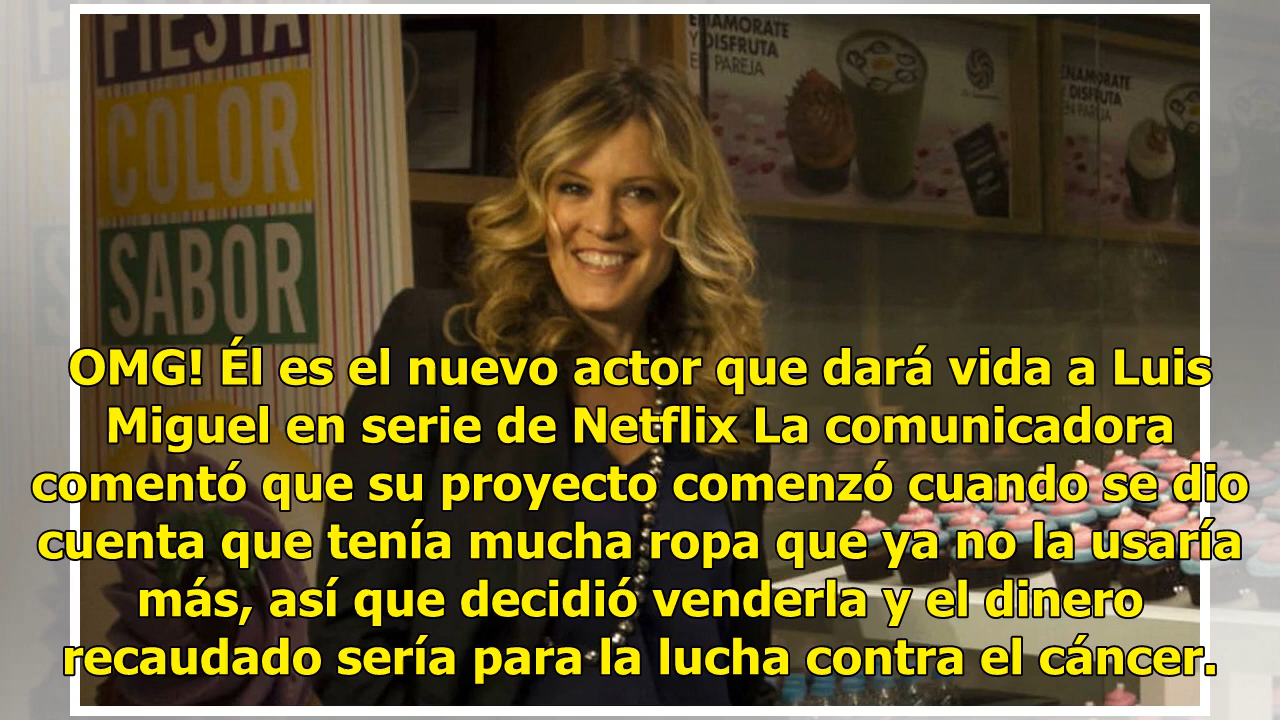 FIESTA
COLOR
SABOR
ENAMORATE
Y DISFRUTA
EN PAREJA
ENAMORATE
Y DISFRUTA
EN PAREJA
OMG! Él es el nuevo actor que dará vida a Luis
Miguel en serie de Netflix La comunicadora
comentó que su proyecto comenzó cuando se dio
cuenta que tenía mucha ropa que ya no la usaría
más, así que decidió venderla y el dinero
recaudado sería para la lucha contra el cáncer.